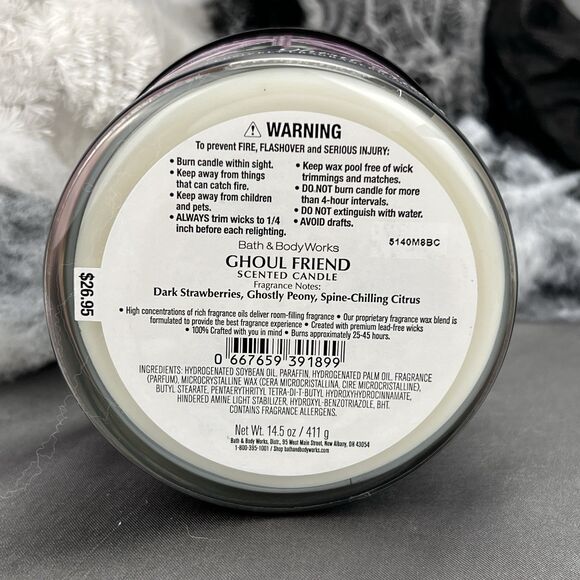 ⚠ WARNING
To prevent FIRE, FLASHOVER and SERIOUS INJURY:
• Burn candle within sight.
• Keep away from things
that can catch fire.
• Keep away from children
and pets.
• ALWAYS trim wicks to 1/4
inch before each relighting.
• Keep wax pool free of wick
trimmings and matches.
• DO NOT burn candle for more
than 4-hour intervals.
• DO NOT extinguish with water.
• AVOID drafts.
Bath & Body Works
5140M8BC
GHOUL FRIEND
SCENTED CANDLE
Fragrance Notes:
Dark Strawberries, Ghostly Peony, Spine-Chilling Citrus
$26.95
• High concentrations of rich fragrance oils deliver room-filling fragrance • Our proprietary fragrance wax blend is
formulated to provide the best fragrance experience • Created with premium lead-free wicks
• 100% Crafted with you in mind • Burns approximately 25-45 hours.
0 667659 391899
INGREDIENTS: HYDROGENATED SOYBEAN OIL, PARAFFIN, HYDROGENATED PALM OIL, FRAGRANCE
(PARFUM), MICROCRYSTALLINE WAX (CERA MICROCRISTALLINA, CIRE MICROCRISTALLINE),
BUTYL STEARATE, PENTAERYTHRITYL TETRA-DI-T-BUTYL HYDROXYHYDROCINNAMATE,
HINDERED AMINE LIGHT STABILIZER, HYDROXYL-BENZOTRIAZOLE, BHT.
CONTAINS FRAGRANCE ALLERGENS.
Net Wt. 14.5 oz / 411 g
Bath & Body Works, Distr., 95 West Main Street, New Albany, OH 43054
1-800-395-1001 / Shop bathandbodyworks.com